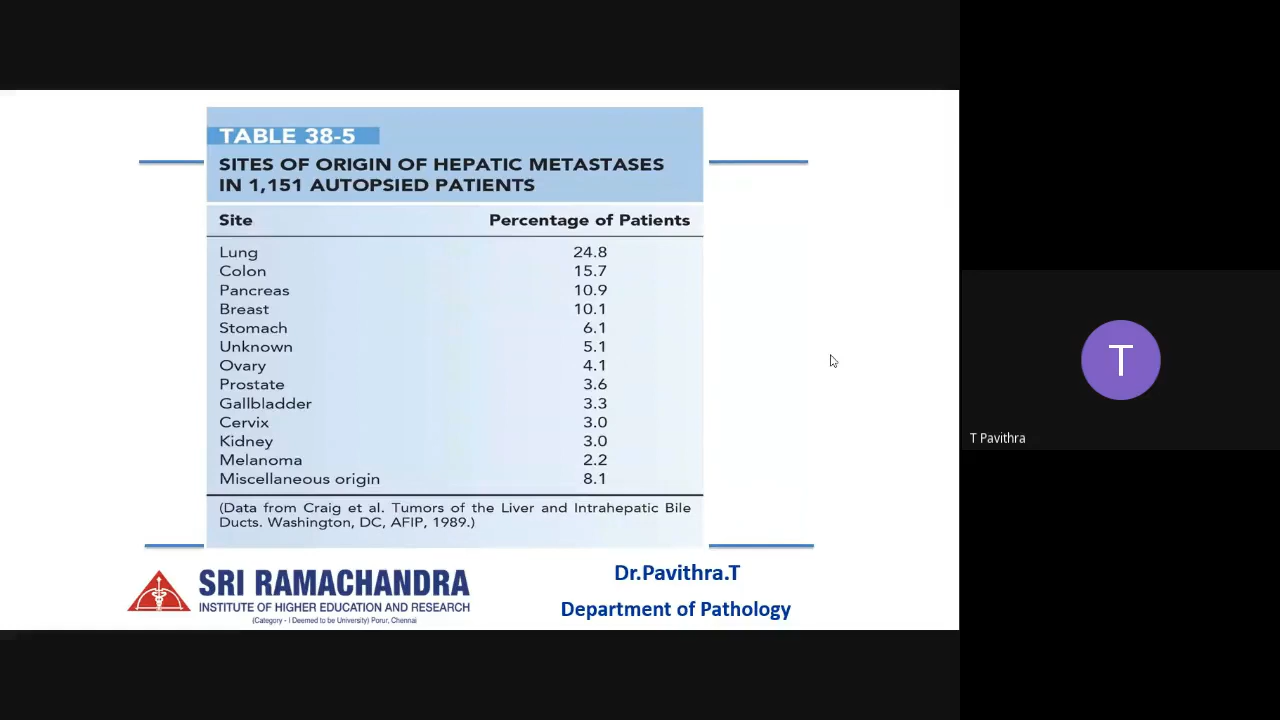 TABLE 38-5
SITES OF ORIGIN OF HEPATIC METASTASES
IN 1,151 AUTOPSIED PATIENTS
Site Percentage of Patients
Lung 24.8
Colon 15.7
Pancreas 10.9
Breast 10.1
Stomach 6.1
Unknown 5.1
Ovary 4.1
Prostate 3.6
Gallbladder 3.3
Cervix 3.0
Kidney 3.0
Melanoma 2.2
Miscellaneous origin 8.1
(Data from Craig et al. Tumors of the Liver and Intrahepatic Bile
Ducts. Washington, DC, AFIP, 1989.)
SRI RAMACHANDRA
INSTITUTE OF HIGHER EDUCATION AND RESEARCH
(Category - I Deemed to be University) Porur, Chennai
Dr.Pavithra.T
Department of Pathology
T
T Pavithra